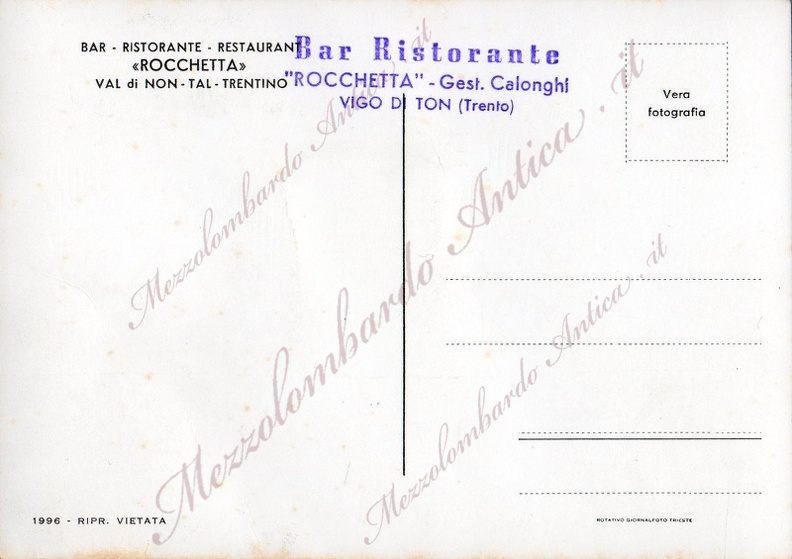 BAR - RISTORANTE - RESTAURANT
«ROCCHETTA»
VAL di NON - TAL - TRENTINO
Bar Ristorante
"ROCCHETTA" - Gest. Calonghi
VIGO DI TON (Trento)
Vera
fotografia
Mezzolombardo Antica . it
Mezzolombardo Antica . it
Mezzolombardo Antica . it
1996 - RIPR. VIETATA
ROTATIVO GIORNALFOTO TRIESTE